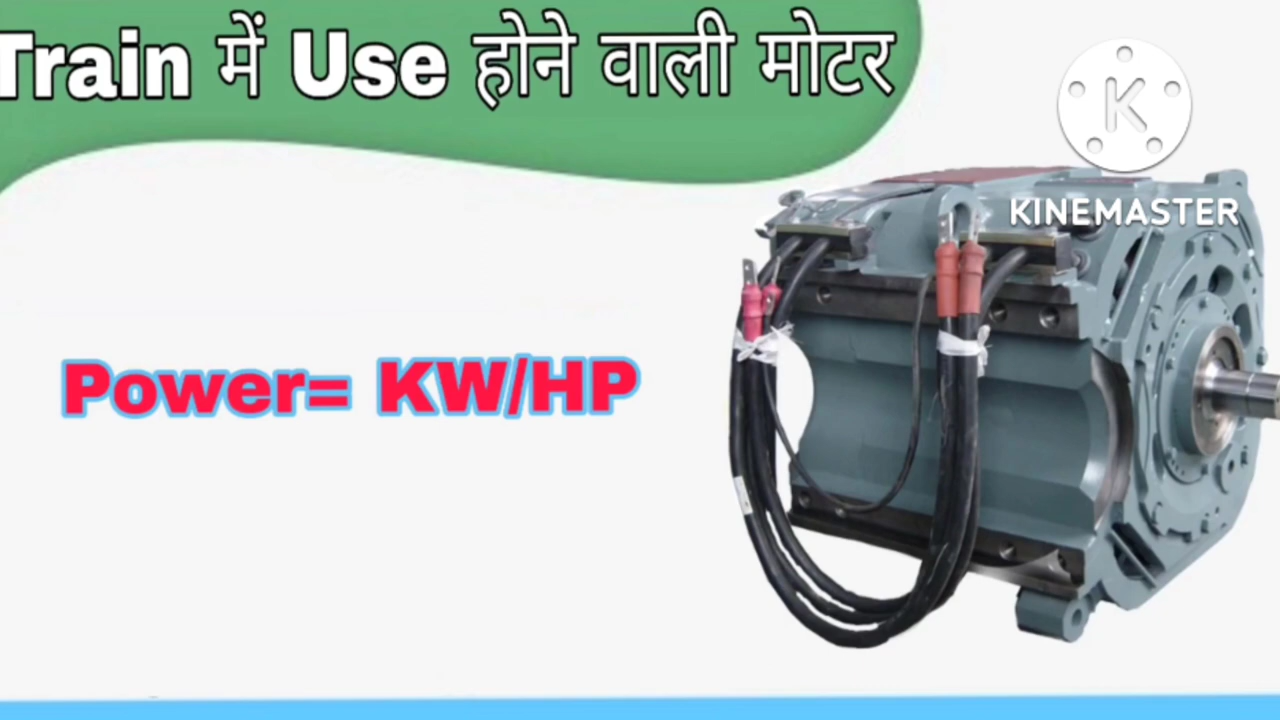 Train में Use होने वाली मोटर
K
KINEMASTER
Power= KW/HP